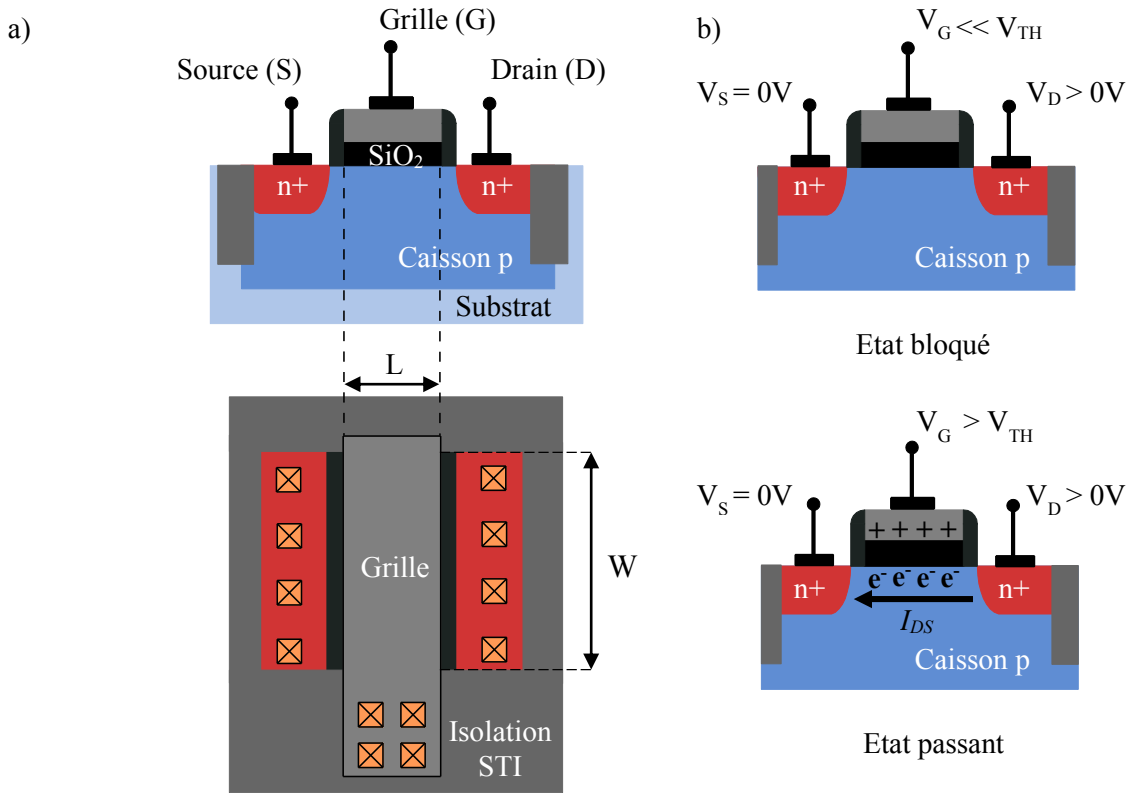 a)
Grille (G)
Source (S)
Drain (D)
SiO2
n+
n+
Caisson p
Substrat
L
Grille
W
Isolation
STI
b)
VG << VTH
VS = 0V
VD > 0V
n+
n+
Caisson p
Etat bloqué
VG > VTH
VS = 0V
VD > 0V
+ + + +
e- e- e- e-
n+
n+
IDS
Caisson p
Etat passant